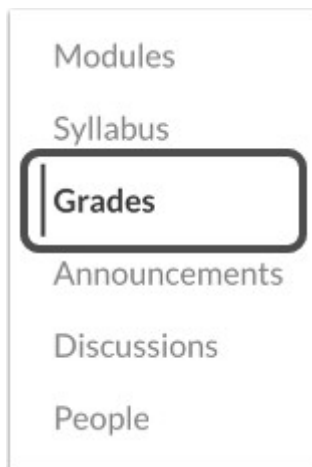 Modules
Syllabus
Grades
Announcements
Discussions
People